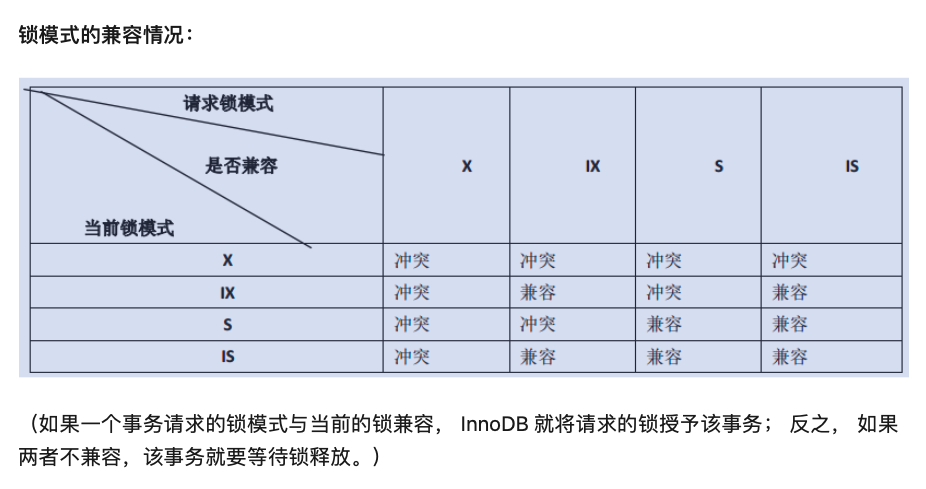 锁模式的兼容情况：
请求锁模式
是否兼容
当前锁模式
X IX S IS
X 冲突 冲突 冲突 冲突
IX 冲突 兼容 冲突 兼容
S 冲突 冲突 兼容 兼容
IS 冲突 兼容 兼容 兼容
（如果一个事务请求的锁模式与当前的锁兼容， InnoDB 就将请求的锁授予该事务； 反之， 如果
两者不兼容，该事务就要等待锁释放。）